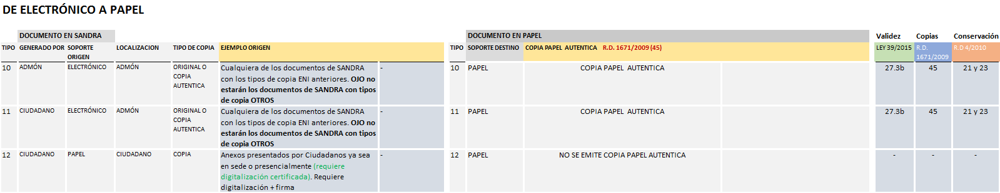 DE ELECTRÓNICO A PAPEL
DOCUMENTO EN SANDRA
DOCUMENTO EN PAPEL
Validez
Copias
Conservación
TIPO
GENERADO POR
SOPORTE
ORIGEN
LOCALIZACION
TIPO DE COPIA
EJEMPLO ORIGEN
TIPO
SOPORTE DESTINO
COPIA PAPEL AUTENTICA R.D. 1671/2009 (45)
LEY 39/2015
R.D.
1671/2009
R.D 4/2010
10
ADMÓN
ELECTRÓNICO
ADMÓN
ORIGINAL O
COPIA
AUTENTICA
Cualquiera de los documentos de SANDRA
con los tipos de copia ENI anteriores. OJO no
estarán los documentos de SANDRA con tipos
de copia OTROS
-
10
PAPEL
COPIA PAPEL AUTENTICA
27.3b
45
21 y 23
11
CIUDADANO
ELECTRÓNICO
ADMÓN
ORIGINAL O
COPIA
AUTENTICA
Cualquiera de los documentos de SANDRA
con los tipos de copia ENI anteriores. OJO no
estarán los documentos de SANDRA con tipos
de copia OTROS
-
11
PAPEL
COPIA PAPEL AUTENTICA
27.3b
45
21 y 23
12
CIUDADANO
PAPEL
CIUDADANO
COPIA
Anexos presentados por Ciudadanos ya sea
en sede o presencialmente (requiere
digitalización certificada). Requiere
digitalización + firma
-
12
PAPEL
NO SE EMITE COPIA PAPEL AUTENTICA
-
-
-